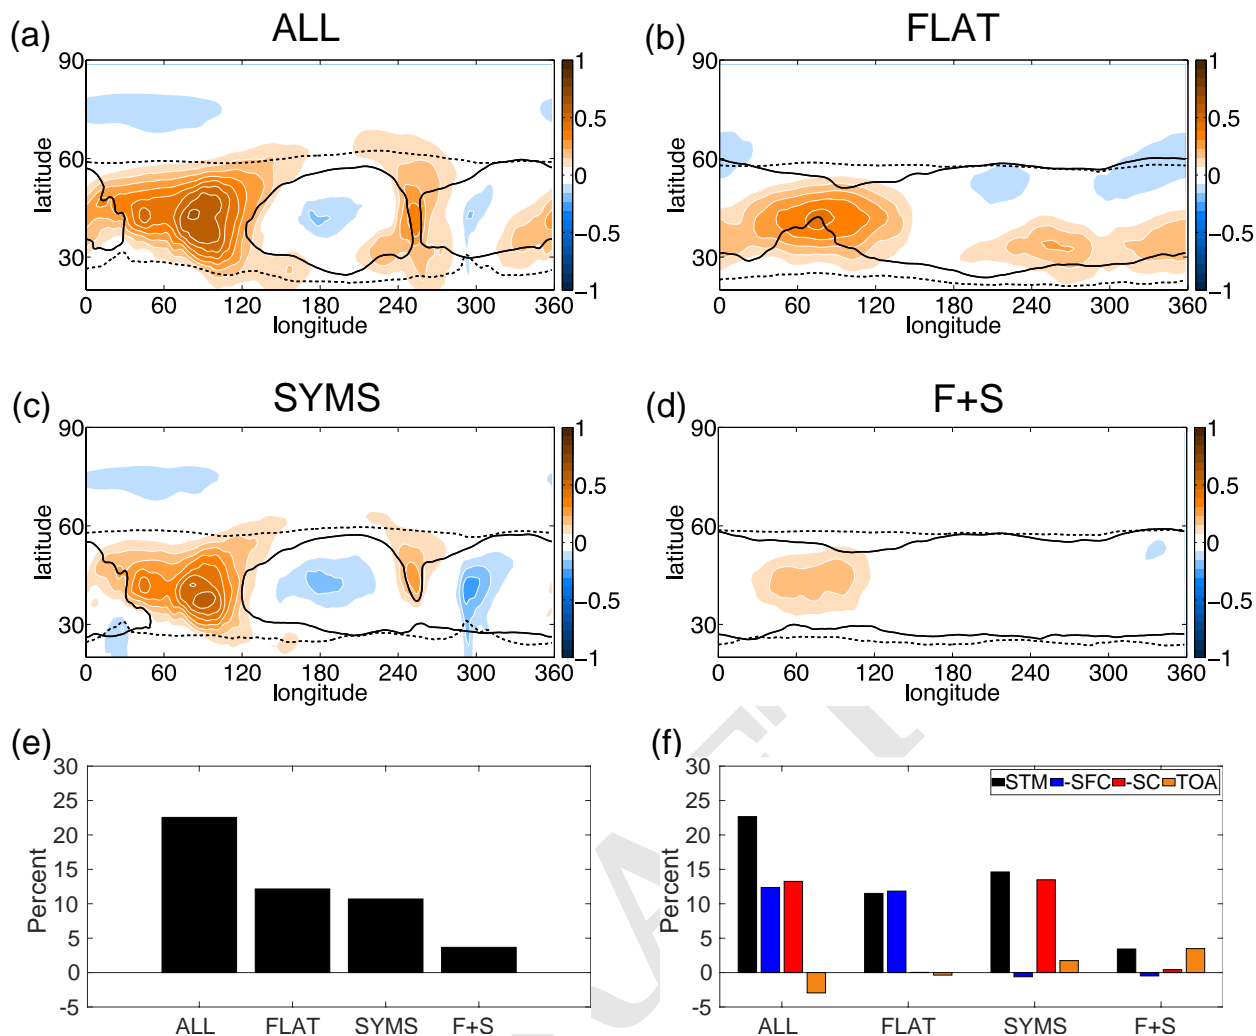 (a) ALL
90
60
30
latitude
0 60 120 180 240 300 360
longitude
1
0.5
0
−0.5
−1
(b) FLAT
90
60
30
latitude
0 60 120 180 240 300 360
longitude
1
0.5
0
−0.5
−1
(c) SYMS
90
60
30
latitude
0 60 120 180 240 300 360
longitude
1
0.5
0
−0.5
−1
(d) F+S
90
60
30
latitude
0 60 120 180 240 300 360
longitude
1
0.5
0
−0.5
−1
(e)
30
25
20
15
10
5
0
-5
Percent
ALL FLAT SYMS F+S
(f)
STM -SFC -SC TOA
30
25
20
15
10
5
0
-5
Percent
ALL FLAT SYMS F+S